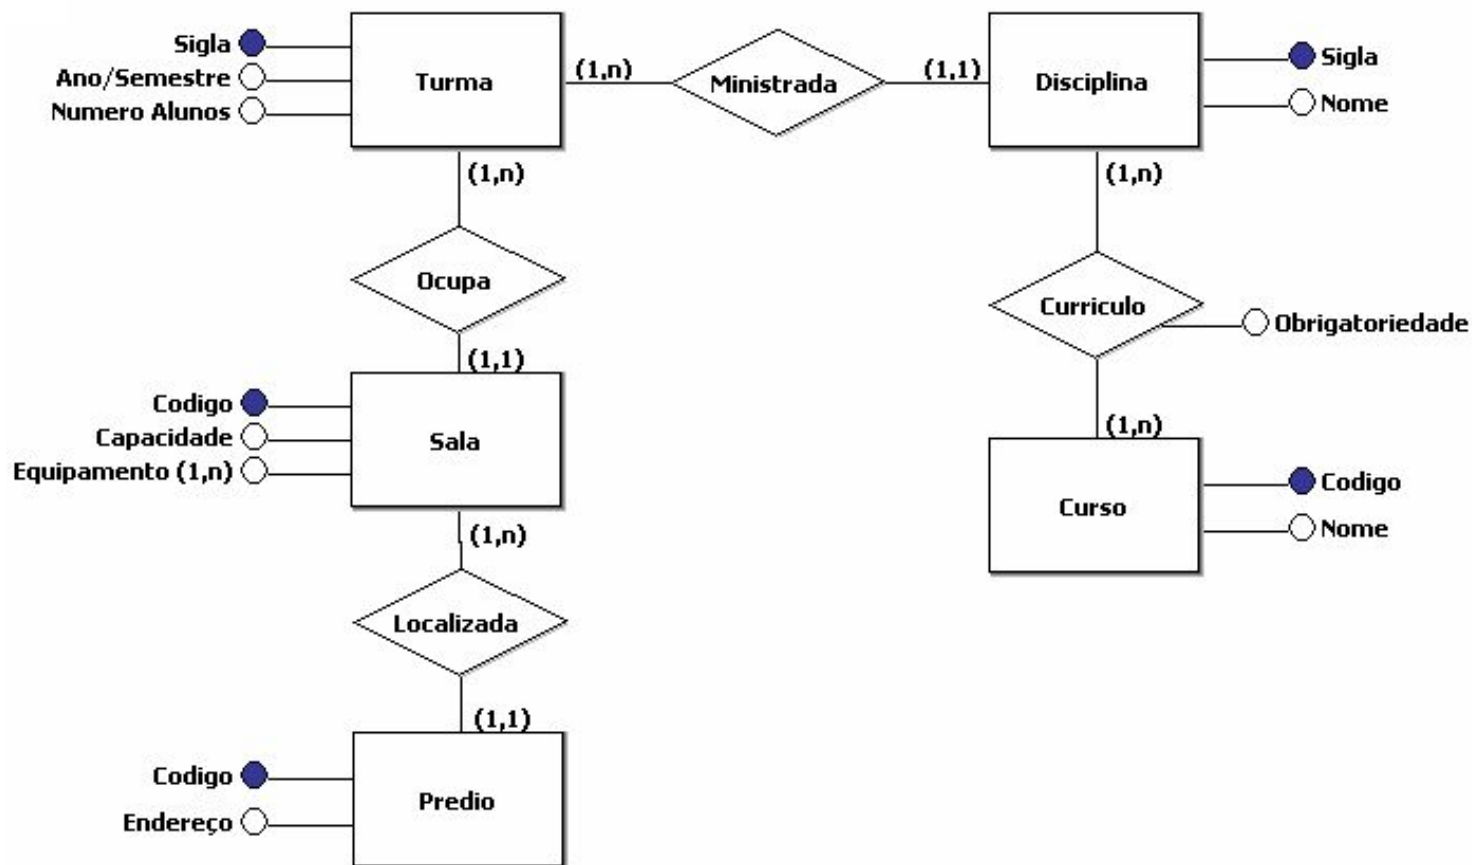 Sigla
Ano/Semestre
Numero Alunos
Turma
(1,n)
Ministrada
(1,1)
Disciplina
Sigla
Nome
(1,n)
Ocupa
(1,1)
(1,n)
Curriculo
Obrigatoriedade
(1,n)
Codigo
Capacidade
Equipamento (1,n)
Sala
Curso
Codigo
Nome
(1,n)
Localizada
(1,1)
Codigo
Endereço
Predio